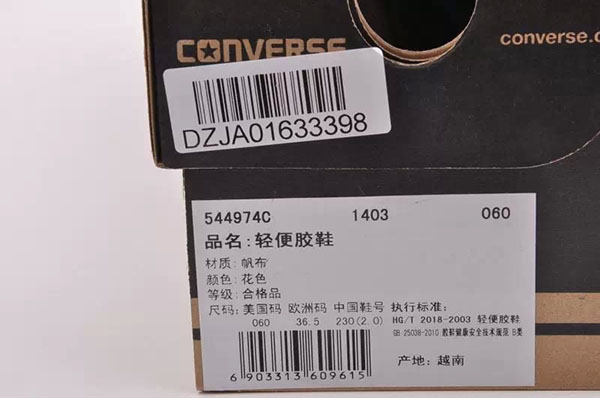 CONVERSE
converse.c
DZJA01633398
544974C 1403 060
品名:轻便胶鞋
材质:帆布
颜色:花色
等级:合格品
尺码:美国码 欧洲码 中国鞋号
060 36.5 230(2.0)
执行标准:
HG/T 2018-2003 轻便胶鞋
GB 25038-2010 胶鞋健康安全技术规范 B类
6 903313 609615
产地:越南